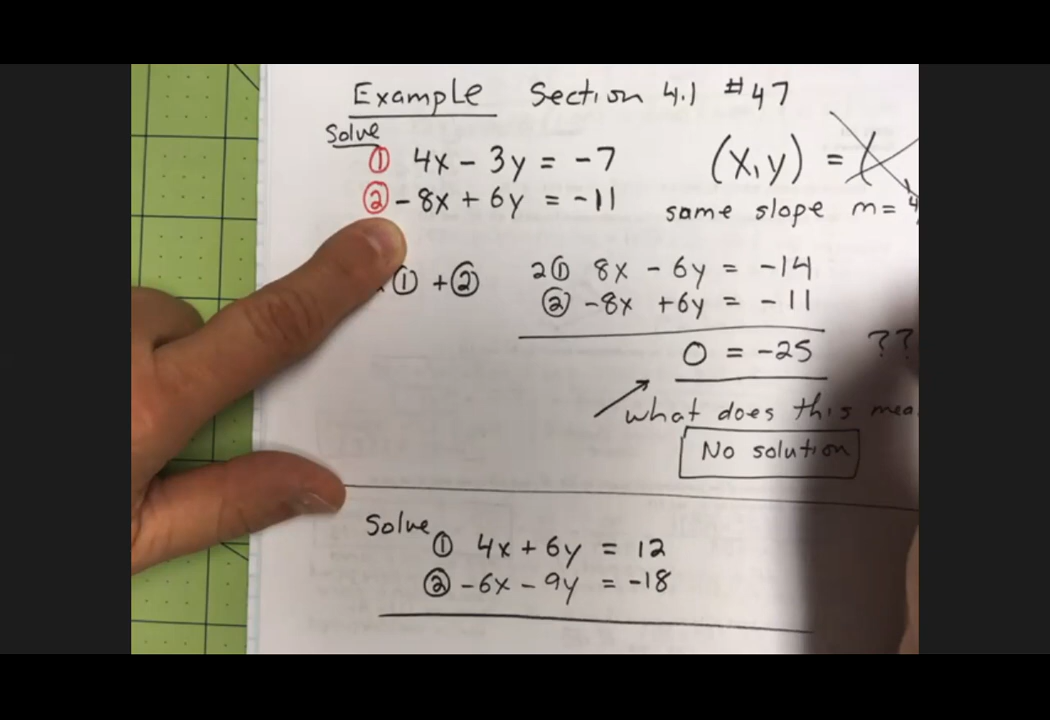 Example Section 4.1 #47
Solve
① 4x - 3y = -7
② -8x + 6y = -11
(x,y) = (
same slope m = 4
① + ②
2① 8x - 6y = -14
② -8x + 6y = -11
0 = -25 ??
what does this mea
No solution
Solve
① 4x + 6y = 12
② -6x - 9y = -18